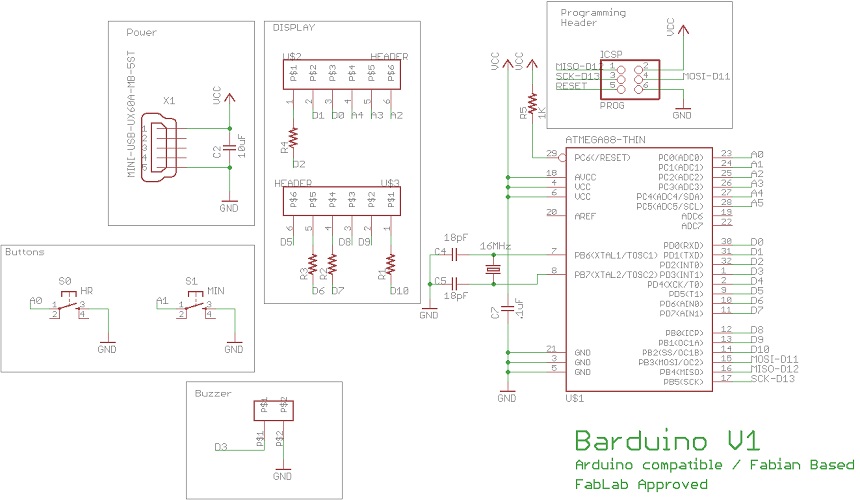 Power
MINI-USB-UX60A-MB-5ST
X1
1
2
3
4
5
VCC
C2
10uF
GND
DISPLAY
U$2
HEADER
P$1 P$2 P$3 P$4 P$5 P$6
1 2 3 4 5 6
D1 D0 A4 A3 A2
R4
D2
HEADER
U$3
P$6 P$5 P$4 P$3 P$2 P$1
6 5 4 3 2 1
D5 D8 D9
R3 R2 R1
D6 D7 D10
Programming
Header
VCC
ICSP
MISO-D12 1 2
SCK-D13 3 4 MOSI-D11
RESET 5 6
PROG
GND
VCC VCC
R5
1K
ATMEGA88-THIN
29 PC6(/RESET)
18 AVCC
4 VCC
6 VCC
20 AREF
7 PB6(XTAL1/TOSC1)
8 PB7(XTAL2/TOSC2)
21 GND
3 GND
5 GND
PC0(ADC0) 23 A0
PC1(ADC1) 24 A1
PC2(ADC2) 25 A2
PC3(ADC3) 26 A3
PC4(ADC4/SDA) 27 A4
PC5(ADC5/SCL) 28 A5
ADC6 19
ADC7 22
PD0(RXD) 30 D0
PD1(TXD) 31 D1
PD2(INT0) 32 D2
PD3(INT1) 1 D3
PD4(XCK/T0) 2 D4
PD5(T1) 9 D5
PD6(AIN0) 10 D6
PD7(AIN1) 11 D7
PB0(ICP) 12 D8
PB1(OC1A) 13 D9
PB2(SS/OC1B) 14 D10
PB3(MOSI/OC2) 15 MOSI-D11
PB4(MISO) 16 MISO-D12
PB5(SCK) 17 SCK-D13
U$1
18pF
C4
16MHz
C5
18pF
GND
C7
.1uF
GND
Buttons
S0
HR
A0 1 3
2 4
GND
S1
MIN
A1 1 3
2 4
GND
Buzzer
P$1 P$2
P$1 P$2
D3
GND
Barduino V1
Arduino compatible / Fabian Based
FabLab Approved